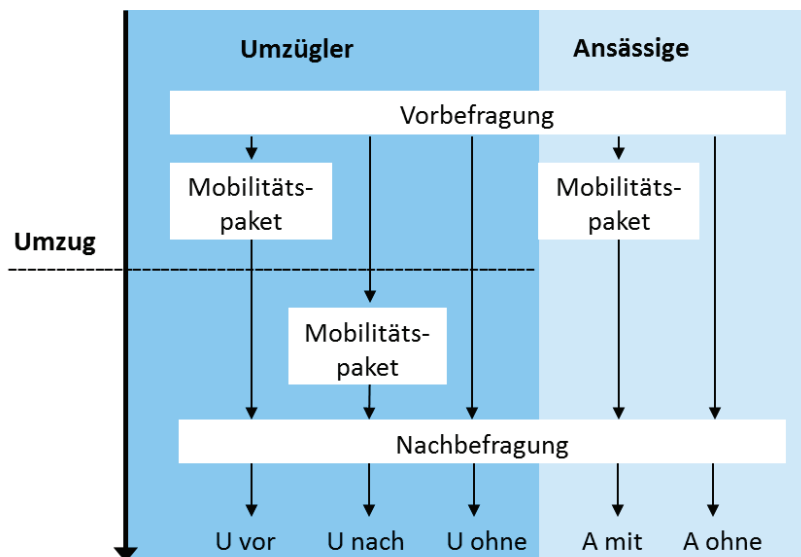 Umzügler
Ansässige
Vorbefragung
Mobilitäts-
paket
Mobilitäts-
paket
Umzug
Mobilitäts-
paket
Nachbefragung
U vor
U nach
U ohne
A mit
A ohne